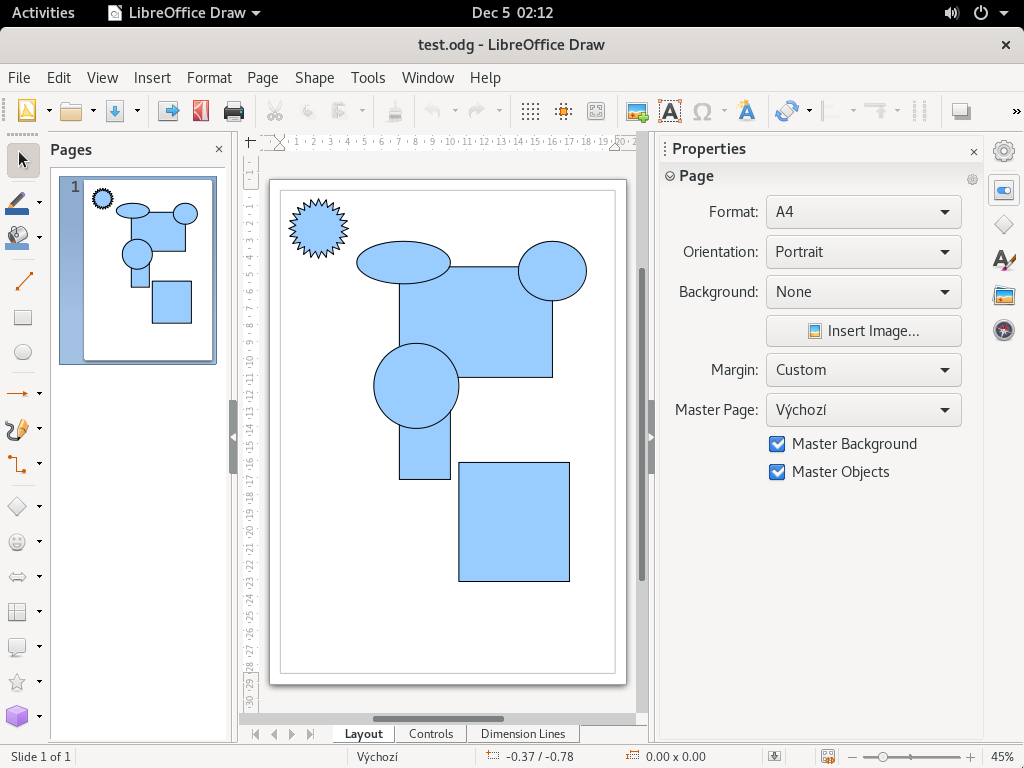 Activities LibreOffice Draw Dec 5 02:12
test.odg - LibreOffice Draw
File Edit View Insert Format Page Shape Tools Window Help
Pages
1
Properties
Page
Format: A4
Orientation: Portrait
Background: None
Insert Image...
Margin: Custom
Master Page: Výchozí
Master Background
Master Objects
Layout Controls Dimension Lines
Slide 1 of 1 Výchozí -0.37 / -0.78 0.00 x 0.00 45%